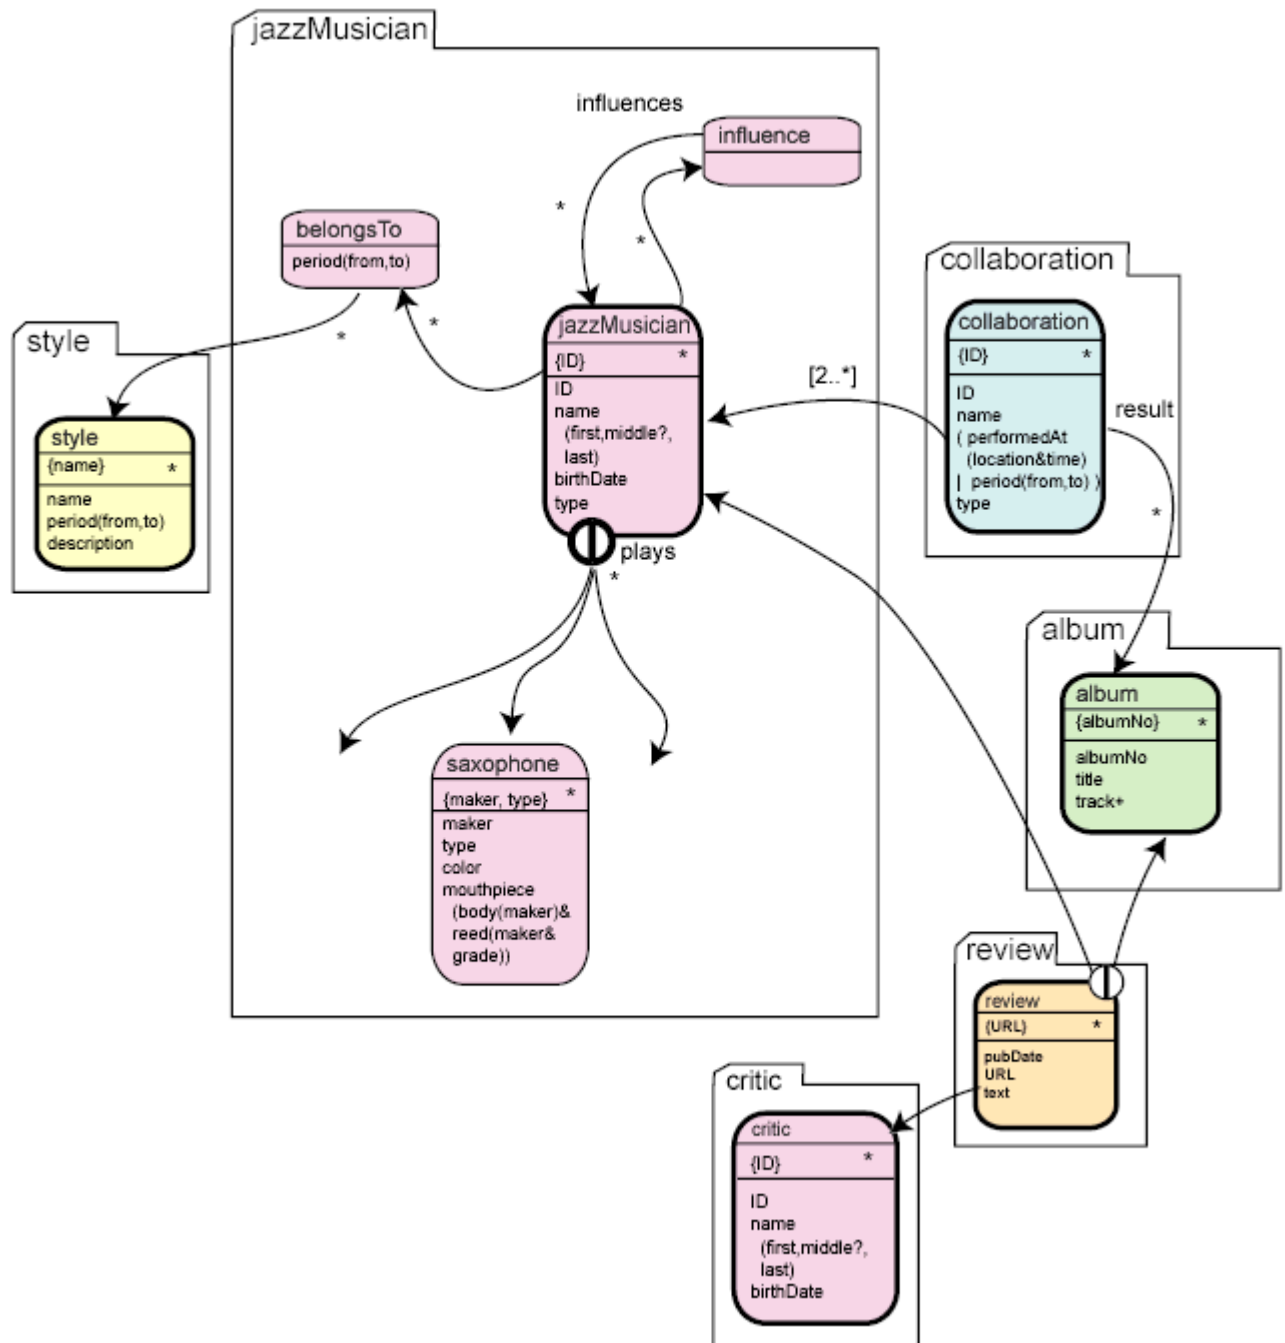 jazzMusician
influences
influence
*
*
belongsTo
period(from,to)
*
*
style
style
{name} *
name
period(from,to)
description
jazzMusician
{ID} *
ID
name
(first,middle?,
last)
birthDate
type
plays
*
[2..*]
collaboration
collaboration
{ID} *
ID
name
( performedAt
(location&time)
| period(from,to) )
type
result
*
album
album
{albumNo} *
albumNo
title
track+
saxophone
{maker, type} *
maker
type
color
mouthpiece
(body(maker)&
reed(maker&
grade))
review
review
{URL} *
pubDate
URL
text
critic
critic
{ID} *
ID
name
(first,middle?,
last)
birthDate